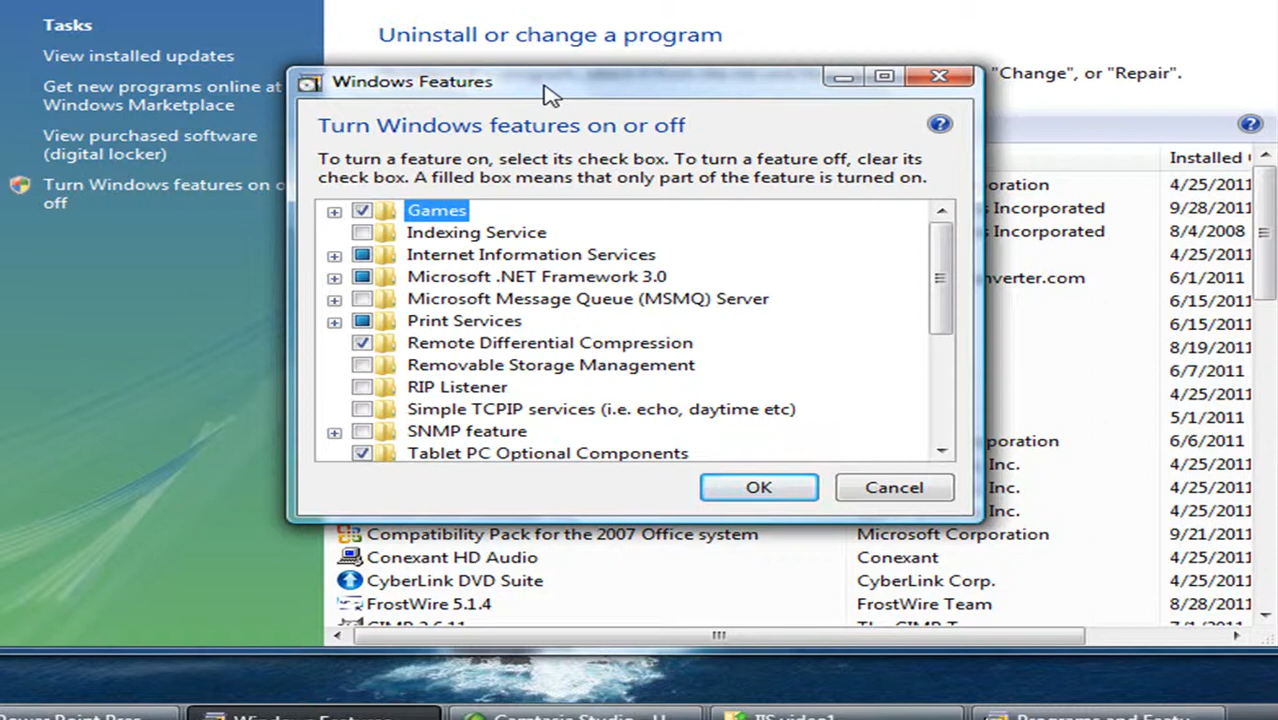 Tasks
View installed updates
Get new programs online at
Windows Marketplace
View purchased software
(digital locker)
Turn Windows features on o
off
Uninstall or change a program
"Change", or "Repair".
Windows Features
Turn Windows features on or off
To turn a feature on, select its check box. To turn a feature off, clear its
check box. A filled box means that only part of the feature is turned on.
Games
Indexing Service
Internet Information Services
Microsoft .NET Framework 3.0
Microsoft Message Queue (MSMQ) Server
Print Services
Remote Differential Compression
Removable Storage Management
RIP Listener
Simple TCPIP services (i.e. echo, daytime etc)
SNMP feature
Tablet PC Optional Components
OK
Cancel
Installed
oration 4/25/2011
s Incorporated 9/28/2011
s Incorporated 8/4/2008
4/25/2011
nverter.com 6/1/2011
6/15/2011
6/15/2011
8/19/2011
6/7/2011
4/25/2011
5/1/2011
poration 6/6/2011
Inc. 4/25/2011
Inc. 4/25/2011
Inc. 4/25/2011
Compatibility Pack for the 2007 Office system Microsoft Corporation 9/21/2011
Conexant HD Audio Conexant 4/25/2011
CyberLink DVD Suite CyberLink Corp. 4/25/2011
FrostWire 5.1.4 FrostWire Team 8/28/2011
Windows Features
IIS video1